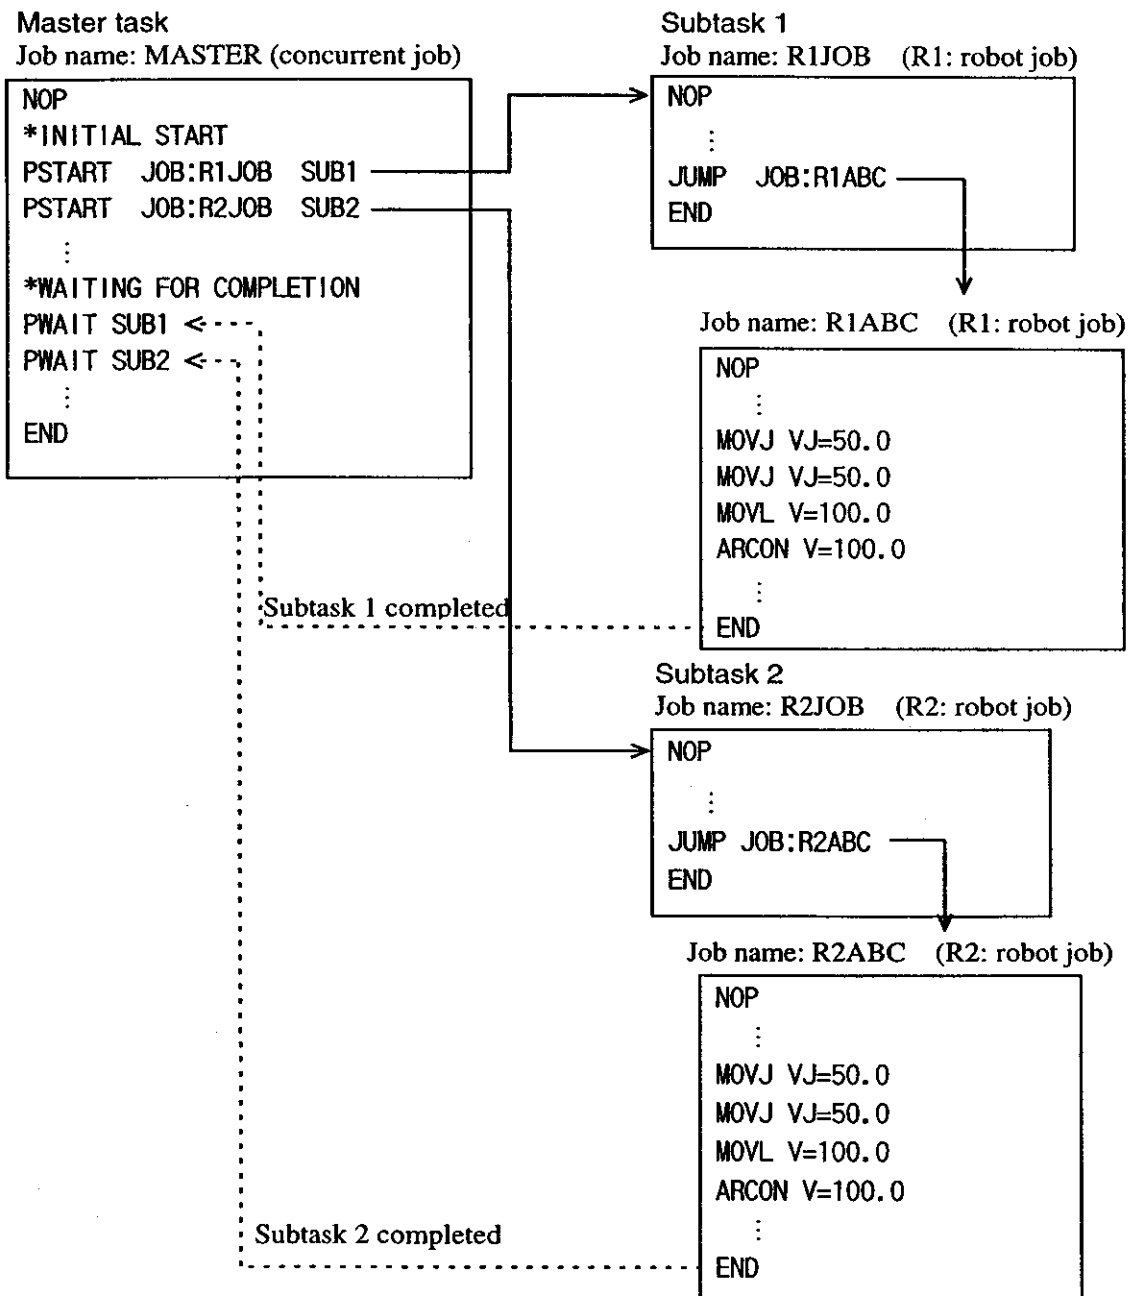 Master task
Job name: MASTER (concurrent job)
NOP
*INITIAL START
PSTART JOB:R1JOB SUB1
PSTART JOB:R2JOB SUB2
⋮
*WAITING FOR COMPLETION
PWAIT SUB1
PWAIT SUB2
⋮
END
Subtask 1
Job name: R1JOB (R1: robot job)
NOP
⋮
JUMP JOB:R1ABC
END
Job name: R1ABC (R1: robot job)
NOP
⋮
MOVJ VJ=50.0
MOVJ VJ=50.0
MOVL V=100.0
ARCON V=100.0
⋮
END
Subtask 1 completed
Subtask 2
Job name: R2JOB (R2: robot job)
NOP
⋮
JUMP JOB:R2ABC
END
Job name: R2ABC (R2: robot job)
NOP
⋮
MOVJ VJ=50.0
MOVJ VJ=50.0
MOVL V=100.0
ARCON V=100.0
⋮
END
Subtask 2 completed